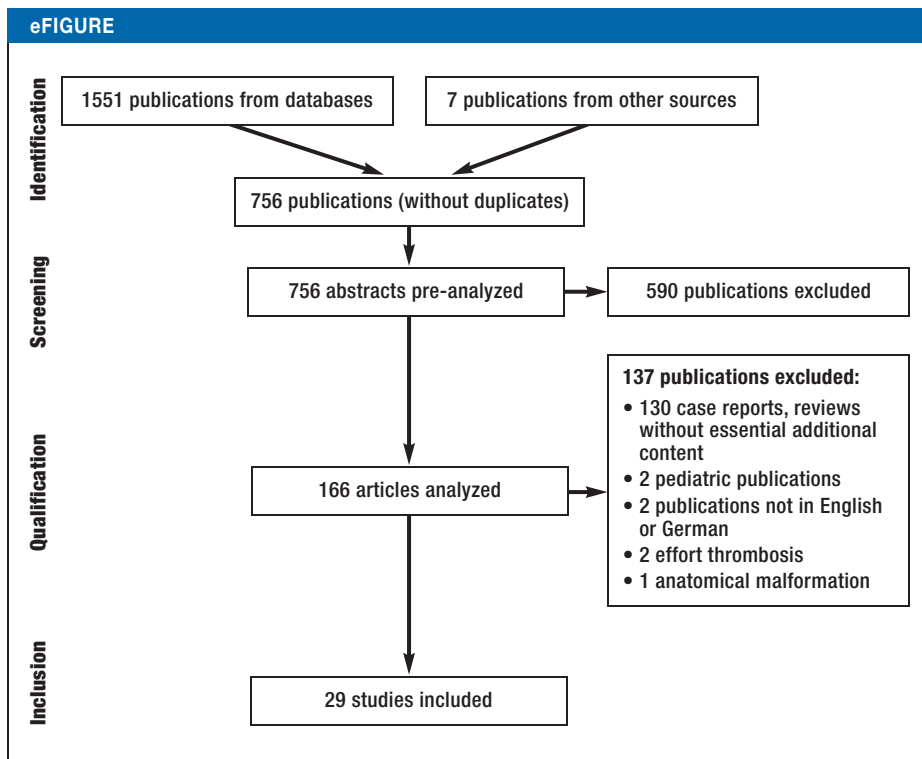 eFIGURE
Identification
1551 publications from databases
7 publications from other sources
756 publications (without duplicates)
Screening
756 abstracts pre-analyzed
590 publications excluded
Qualification
166 articles analyzed
137 publications excluded:
• 130 case reports, reviews
without essential additional
content
• 2 pediatric publications
• 2 publications not in English
or German
• 2 effort thrombosis
• 1 anatomical malformation
Inclusion
29 studies included